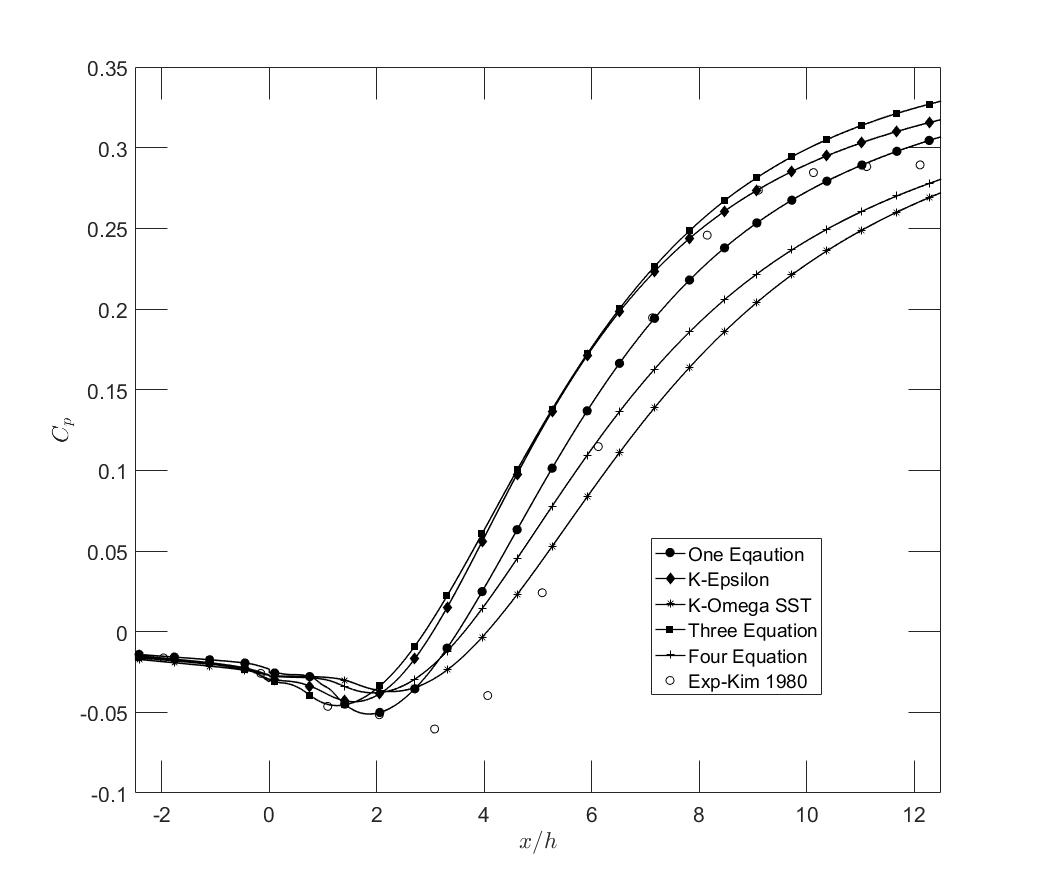 0.35
0.3
0.25
0.2
0.15
0.1
0.05
0
-0.05
-0.1
C_p
-2 0 2 4 6 8 10 12
x/h
One Eqaution
K-Epsilon
K-Omega SST
Three Equation
Four Equation
Exp-Kim 1980